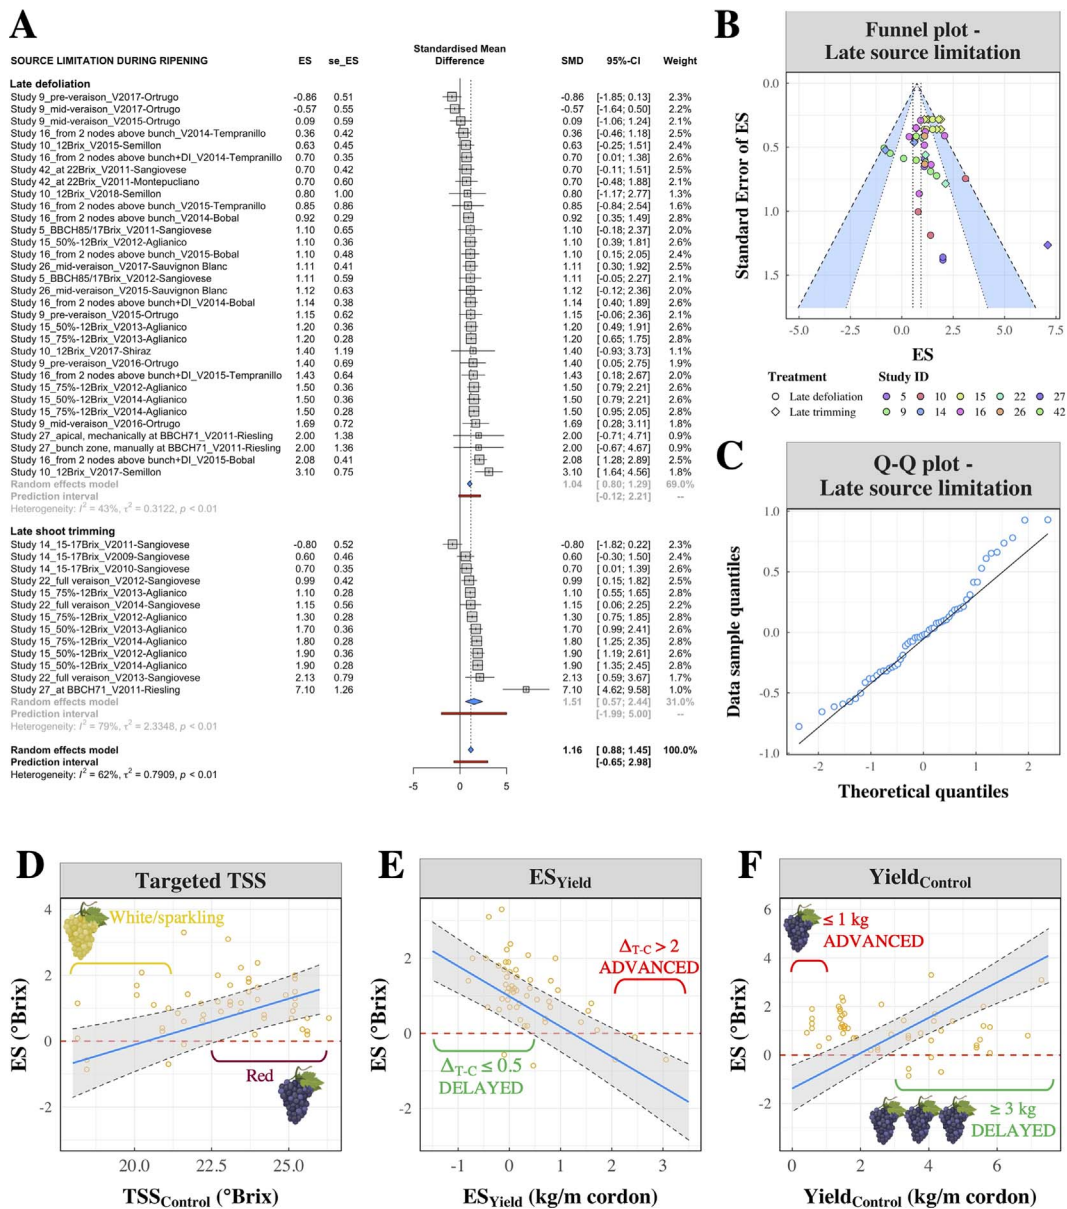 A
SOURCE LIMITATION DURING RIPENING ES se_ES Standardised Mean Difference SMD 95%-CI Weight
Late defoliation
Study 9_pre-veraison_V2017-Ortrugo -0.86 0.51 -0.86 [-1.85; 0.13] 2.3%
Study 9_mid-veraison_V2017-Ortrugo -0.57 0.55 -0.57 [-1.64; 0.50] 2.2%
Study 9_mid-veraison_V2015-Ortrugo 0.09 0.59 0.09 [-1.06; 1.24] 2.1%
Study 16_from 2 nodes above bunch_V2014-Tempranillo 0.36 0.42 0.36 [-0.46; 1.18] 2.5%
Study 10_12Brix_V2015-Semillon 0.63 0.45 0.63 [-0.25; 1.51] 2.4%
Study 16_from 2 nodes above bunch+DI_V2014-Tempranillo 0.70 0.35 0.70 [ 0.01; 1.38] 2.6%
Study 42_at 22Brix_V2011-Sangiovese 0.70 0.42 0.70 [-0.11; 1.51] 2.5%
Study 42_at 22Brix_V2011-Montepuciano 0.70 0.60 0.70 [-0.48; 1.88] 2.1%
Study 10_12Brix_V2018-Semillon 0.80 1.00 0.80 [-1.17; 2.77] 1.3%
Study 16_from 2 nodes above bunch_V2015-Tempranillo 0.85 0.86 0.85 [-0.84; 2.54] 1.6%
Study 16_from 2 nodes above bunch_V2014-Bobal 0.92 0.29 0.92 [ 0.35; 1.49] 2.8%
Study 5_BBCH85/17Brix_V2011-Sangiovese 1.10 0.65 1.10 [-0.18; 2.37] 2.0%
Study 15_50%-12Brix_V2012-Aglianico 1.10 0.36 1.10 [ 0.39; 1.81] 2.6%
Study 16_from 2 nodes above bunch_V2015-Bobal 1.10 0.48 1.10 [ 0.15; 2.05] 2.4%
Study 26_mid-veraison_V2017-Sauvignon Blanc 1.11 0.41 1.11 [ 0.30; 1.92] 2.5%
Study 5_BBCH85/17Brix_V2012-Sangiovese 1.11 0.59 1.11 [-0.05; 2.27] 2.1%
Study 26_mid-veraison_V2015-Sauvignon Blanc 1.12 0.63 1.12 [-0.12; 2.36] 2.0%
Study 16_from 2 nodes above bunch+DI_V2014-Bobal 1.14 0.38 1.14 [ 0.40; 1.89] 2.6%
Study 9_pre-veraison_V2015-Ortrugo 1.15 0.62 1.15 [-0.06; 2.36] 2.1%
Study 15_50%-12Brix_V2013-Aglianico 1.20 0.36 1.20 [ 0.49; 1.91] 2.6%
Study 15_75%-12Brix_V2013-Aglianico 1.20 0.28 1.20 [ 0.65; 1.75] 2.8%
Study 10_12Brix_V2017-Shiraz 1.40 1.19 1.40 [-0.93; 3.73] 1.1%
Study 9_pre-veraison_V2016-Ortrugo 1.40 0.69 1.40 [ 0.05; 2.75] 1.9%
Study 16_from 2 nodes above bunch+DI_V2015-Tempranillo 1.43 0.64 1.43 [ 0.18; 2.67] 2.0%
Study 15_75%-12Brix_V2012-Aglianico 1.50 0.36 1.50 [ 0.79; 2.21] 2.6%
Study 15_50%-12Brix_V2014-Aglianico 1.50 0.36 1.50 [ 0.79; 2.21] 2.6%
Study 15_75%-12Brix_V2014-Aglianico 1.50 0.28 1.50 [ 0.95; 2.05] 2.8%
Study 9_mid-veraison_V2016-Ortrugo 1.69 0.72 1.69 [ 0.28; 3.11] 1.8%
Study 27_apical, mechanically at BBCH71_V2011-Riesling 2.00 1.38 2.00 [-0.71; 4.71] 0.9%
Study 27_bunch zone, manually at BBCH71_V2011-Riesling 2.00 1.36 2.00 [-0.67; 4.67] 0.9%
Study 16_from 2 nodes above bunch+DI_V2015-Bobal 2.08 0.41 2.08 [ 1.28; 2.89] 2.5%
Study 10_12Brix_V2017-Semillon 3.10 0.75 3.10 [ 1.64; 4.56] 1.8%
Random effects model 1.04 [ 0.80; 1.29] 69.0%
Prediction interval [-0.12; 2.21] --
Heterogeneity: I² = 43%, τ² = 0.3122, p < 0.01
Late shoot trimming
Study 14_15-17Brix_V2011-Sangiovese -0.80 0.52 -0.80 [-1.82; 0.22] 2.3%
Study 14_15-17Brix_V2009-Sangiovese 0.60 0.46 0.60 [-0.30; 1.50] 2.4%
Study 14_15-17Brix_V2010-Sangiovese 0.70 0.35 0.70 [ 0.01; 1.39] 2.6%
Study 22_full veraison_V2012-Sangiovese 0.99 0.42 0.99 [ 0.15; 1.82] 2.5%
Study 15_75%-12Brix_V2013-Aglianico 1.10 0.28 1.10 [ 0.55; 1.65] 2.8%
Study 22_full veraison_V2014-Sangiovese 1.15 0.56 1.15 [ 0.06; 2.25] 2.2%
Study 15_75%-12Brix_V2012-Aglianico 1.30 0.28 1.30 [ 0.75; 1.85] 2.8%
Study 15_50%-12Brix_V2013-Aglianico 1.70 0.36 1.70 [ 0.99; 2.41] 2.6%
Study 15_75%-12Brix_V2014-Aglianico 1.80 0.28 1.80 [ 1.25; 2.35] 2.8%
Study 15_50%-12Brix_V2012-Aglianico 1.90 0.36 1.90 [ 1.19; 2.61] 2.6%
Study 15_50%-12Brix_V2014-Aglianico 1.90 0.28 1.90 [ 1.35; 2.45] 2.8%
Study 22_full veraison_V2013-Sangiovese 2.13 0.79 2.13 [ 0.59; 3.67] 1.7%
Study 27_at BBCH71_V2011-Riesling 7.10 1.26 7.10 [ 4.62; 9.58] 1.0%
Random effects model 1.51 [ 0.57; 2.44] 31.0%
Prediction interval [-1.99; 5.00] --
Heterogeneity: I² = 79%, τ² = 2.3348, p < 0.01
Random effects model 1.16 [ 0.88; 1.45] 100.0%
Prediction interval [-0.65; 2.98]
Heterogeneity: I² = 62%, τ² = 0.7909, p < 0.01
-5 0 5
B
Funnel plot -
Late source limitation
Standard Error of ES
0.0
0.5
1.0
1.5
-5.0 -2.5 0.0 2.5 5.0 7.5
ES
Treatment Study ID
Late defoliation 5 10 15 22 27
Late trimming 9 14 16 26 42
C
Q-Q plot -
Late source limitation
Data sample quantiles
1.0
0.5
0.0
-0.5
-1.0
-2 -1 0 1 2
Theoretical quantiles
D
Targeted TSS
White/sparkling
Red
ES (°Brix)
4
2
0
-2
20.0 22.5 25.0
TSSControl (°Brix)
E
ESYield
ΔT-C > 2
ADVANCED
ΔT-C ≤ 0.5
DELAYED
ES (°Brix)
2
0
-2
-1 0 1 2 3
ESYield (kg/m cordon)
F
YieldControl
≤ 1 kg
ADVANCED
≥ 3 kg
DELAYED
ES (°Brix)
6
4
2
0
-2
0 2 4 6
YieldControl (kg/m cordon)